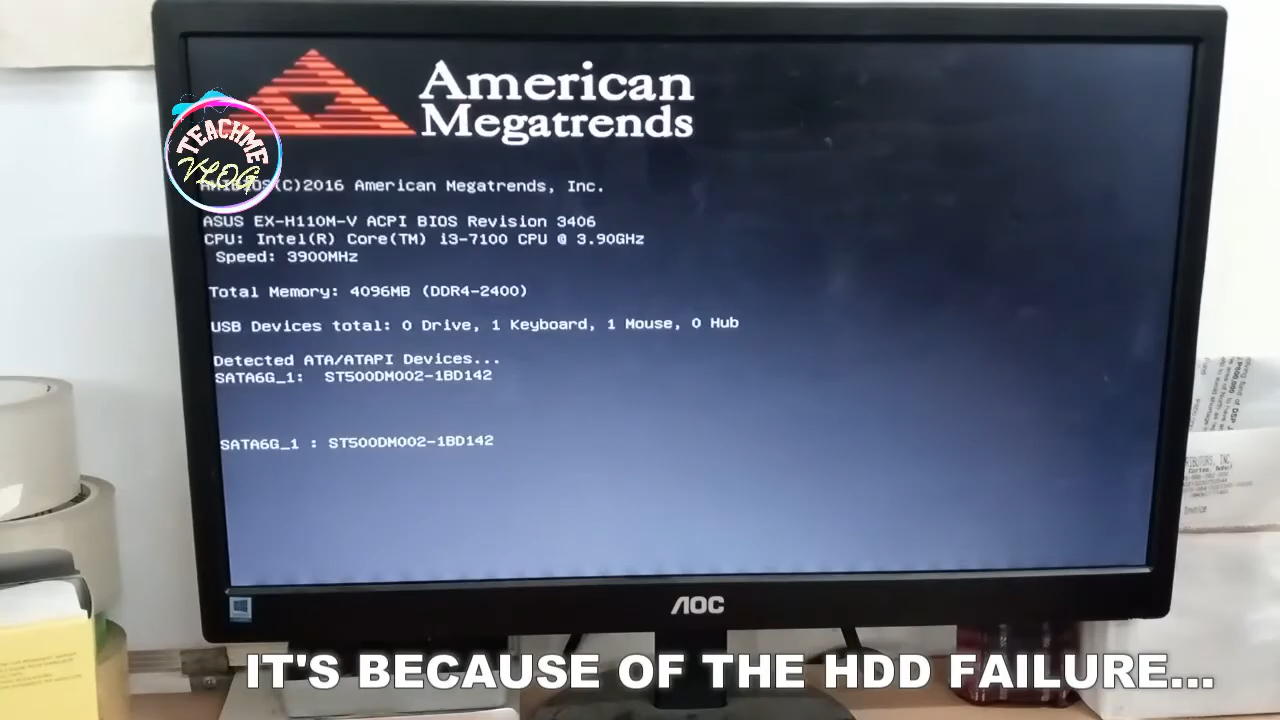 American
Megatrends
TEACHME
VLOG
(C)2016 American Megatrends, Inc.
ASUS EX-H110M-V ACPI BIOS Revision 3406
CPU: Intel(R) Core(TM) i3-7100 CPU @ 3.90GHz
Speed: 3900MHz
Total Memory: 4096MB (DDR4-2400)
USB Devices total: 0 Drive, 1 Keyboard, 1 Mouse, 0 Hub
Detected ATA/ATAPI Devices...
SATA6G_1: ST500DM002-1BD142
SATA6G_1 : ST500DM002-1BD142
AOC
IT'S BECAUSE OF THE HDD FAILURE...